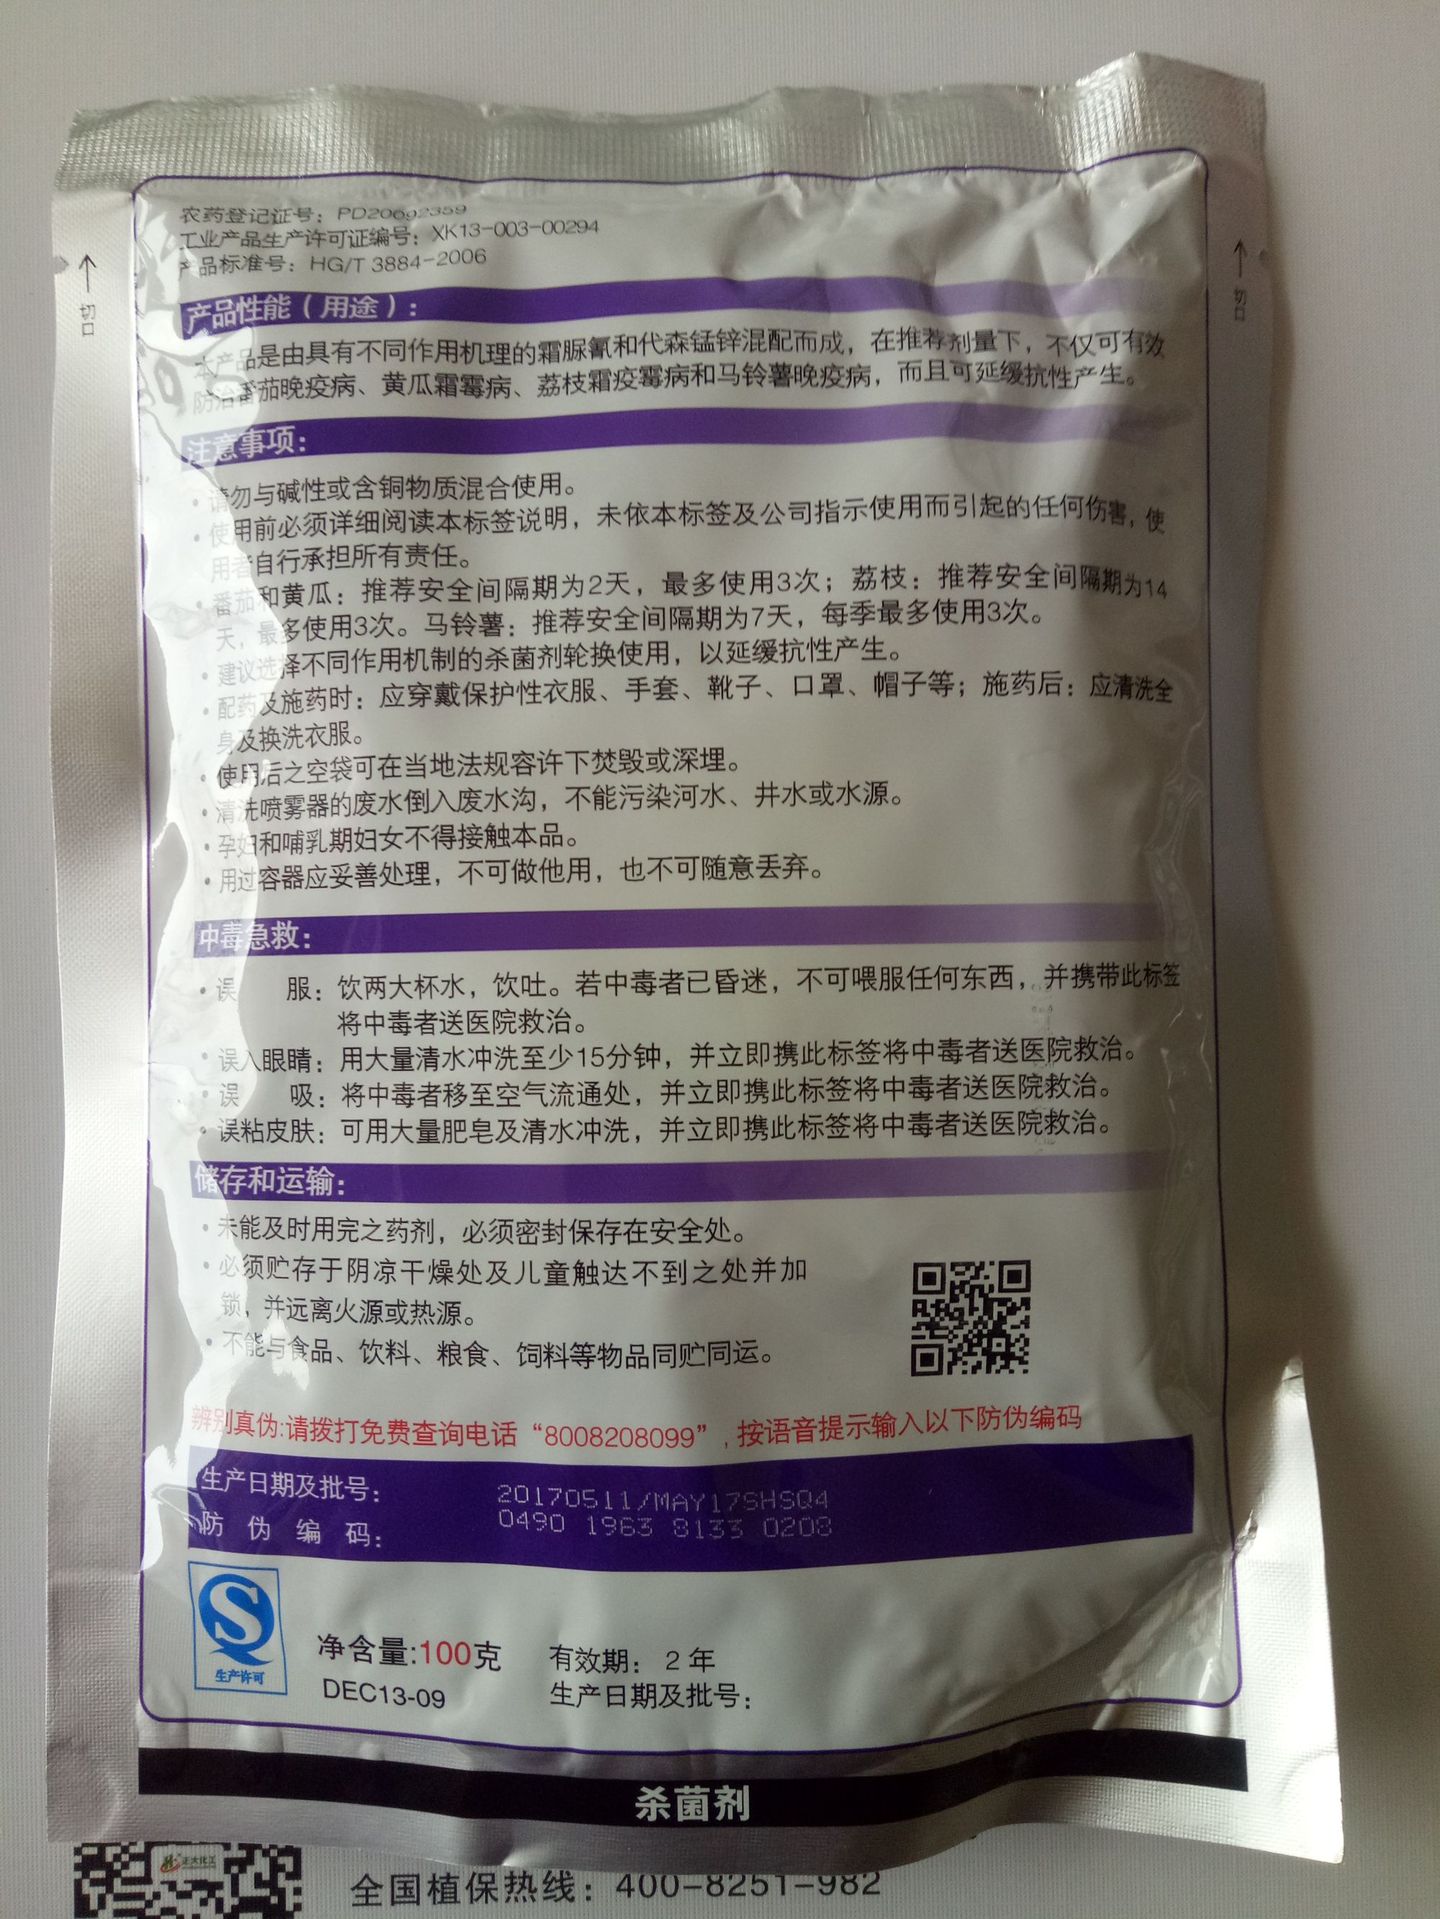 农药登记证号：PD20692359
工业产品生产许可证编号：XK13-003-00294
产品标准号：HG/T 3884-2006
切口
切口
产品性能（用途）：
本产品是由具有不同作用机理的霜脲氰和代森锰锌混配而成，在推荐剂量下，不仅可有效
防治番茄晚疫病、黄瓜霜霉病、荔枝霜疫霉病和马铃薯晚疫病，而且可延缓抗性产生。
注意事项：
·请勿与碱性或含铜物质混合使用。
·使用前必须详细阅读本标签说明，未依本标签及公司指示使用而引起的任何伤害，使
用者自行承担所有责任。
·番茄和黄瓜：推荐安全间隔期为2天，最多使用3次；荔枝：推荐安全间隔期为14
天，最多使用3次。马铃薯：推荐安全间隔期为7天，每季最多使用3次。
·建议选择不同作用机制的杀菌剂轮换使用，以延缓抗性产生。
·配药及施药时：应穿戴保护性衣服、手套、靴子、口罩、帽子等；施药后：应清洗全
身及换洗衣服。
·使用后之空袋可在当地法规容许下焚毁或深埋。
·清洗喷雾器的废水倒入废水沟，不能污染河水、井水或水源。
·孕妇和哺乳期妇女不得接触本品。
·用过容器应妥善处理，不可做他用，也不可随意丢弃。
中毒急救：
·误 服：饮两大杯水，饮吐。若中毒者已昏迷，不可喂服任何东西，并携带此标签
将中毒者送医院救治。
·误入眼睛：用大量清水冲洗至少15分钟，并立即携此标签将中毒者送医院救治。
·误 吸：将中毒者移至空气流通处，并立即携此标签将中毒者送医院救治。
·误粘皮肤：可用大量肥皂及清水冲洗，并立即携此标签将中毒者送医院救治。
储存和运输：
·未能及时用完之药剂，必须密封保存在安全处。
·必须贮存于阴凉干燥处及儿童触达不到之处并加
锁，并远离火源或热源。
·不能与食品、饮料、粮食、饲料等物品同贮同运。
辨别真伪:请拨打免费查询电话“8008208099”,按语音提示输入以下防伪编码
生产日期及批号： 20170511/MAY17SHSQ4
防 伪 编 码： 0490 1963 8133 0208
生产许可
净含量:100克 有效期：2年
DEC13-09 生产日期及批号：
杀菌剂
正大化工
全国植保热线：400-8251-982